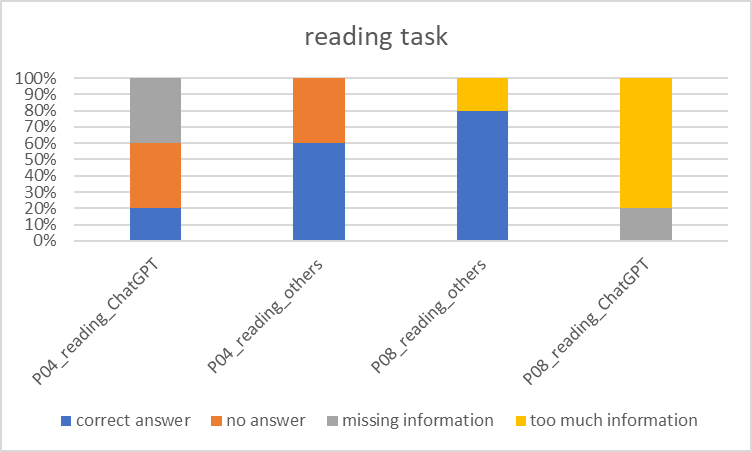 reading task
100%
90%
80%
70%
60%
50%
40%
30%
20%
10%
0%
P04_reading_ChatGPT
P04_reading_others
P08_reading_others
P08_reading_ChatGPT
correct answer no answer missing information too much information